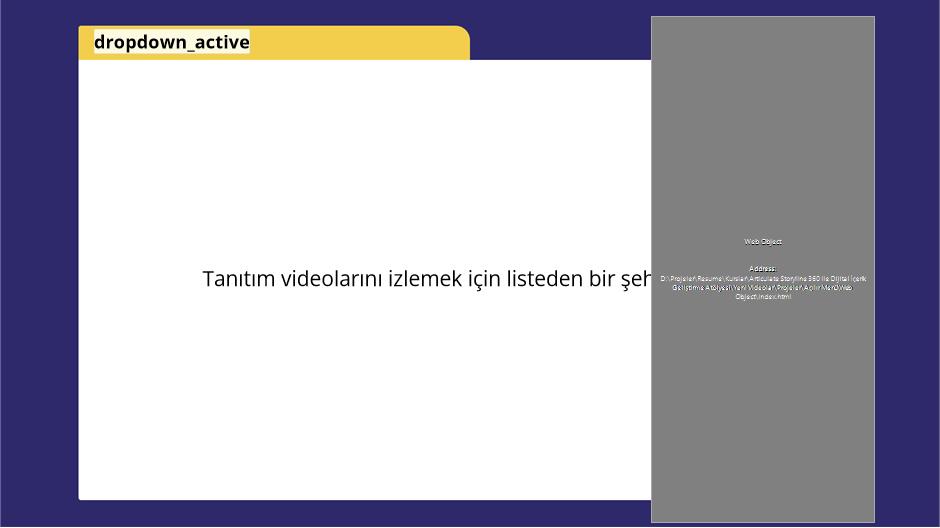 dropdown_active
Tanıtım videolarını izlemek için listeden bir şeh
Web Object
Address:
D:\Projeler\Resume\Kurslar\Articulate Storyline 360 ile Dijital İçerik
Geliştirme Atölyesi\Yeni Videolar\Projeler\Açılır Menü\Web
Object\index.html